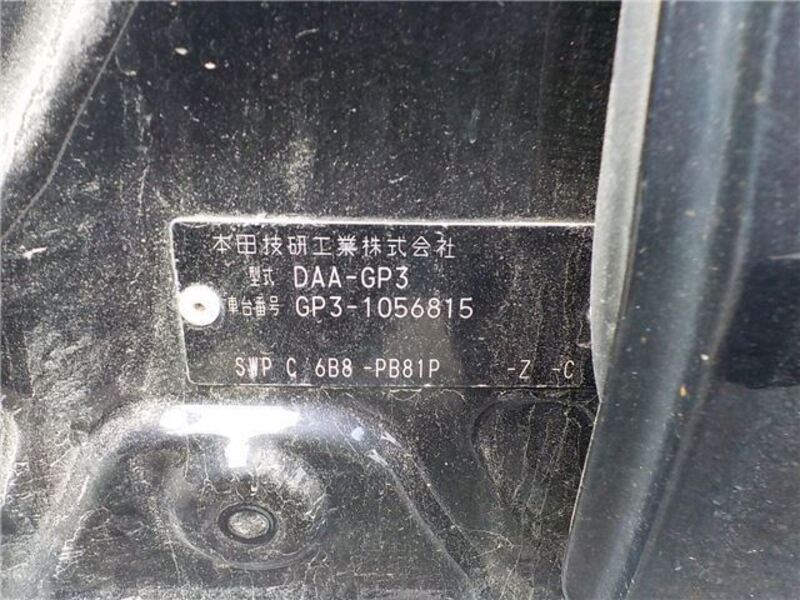 本田技研工業株式会社
型式 DAA-GP3
車台番号 GP3-1056815
SWP C 6B8 -PB81P -Z -C